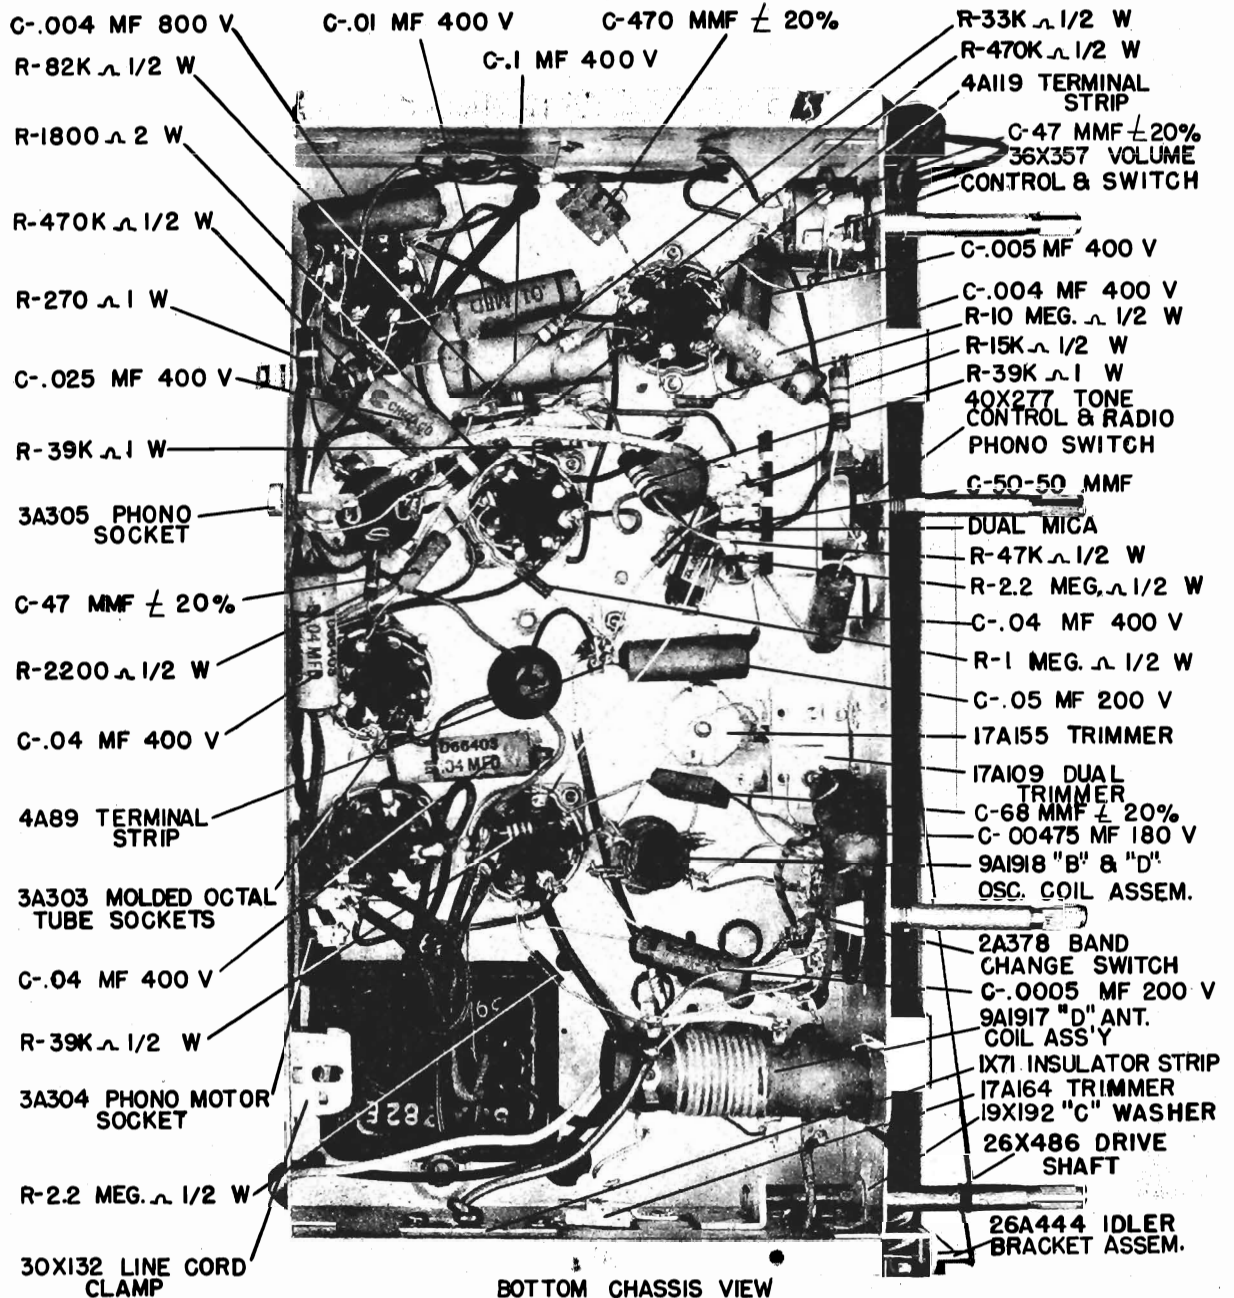 C-.004 MF 800 V
C-.01 MF 400 V
C-470 MMF ± 20%
C-.1 MF 400 V
R-82K Ω 1/2 W
R-1800 Ω 2 W
R-470K Ω 1/2 W
R-270 Ω 1 W
C-.025 MF 400 V
R-39K Ω 1 W
3A305 PHONO
SOCKET
C-47 MMF ± 20%
R-2200 Ω 1/2 W
C-.04 MF 400 V
4A89 TERMINAL
STRIP
3A303 MOLDED OCTAL
TUBE SOCKETS
C-.04 MF 400 V
R-39K Ω 1/2 W
3A304 PHONO MOTOR
SOCKET
R-2.2 MEG. Ω 1/2 W
30X132 LINE CORD
CLAMP
R-33K Ω 1/2 W
R-470K Ω 1/2 W
4A119 TERMINAL
STRIP
C-47 MMF ± 20%
36X357 VOLUME
CONTROL & SWITCH
C-.005 MF 400 V
C-.004 MF 400 V
R-10 MEG. Ω 1/2 W
R-15K Ω 1/2 W
R-39K Ω 1 W
40X277 TONE
CONTROL & RADIO
PHONO SWITCH
C-50-50 MMF
DUAL MICA
R-47K Ω 1/2 W
R-2.2 MEG. Ω 1/2 W
C-.04 MF 400 V
R-1 MEG. Ω 1/2 W
C-.05 MF 200 V
17A155 TRIMMER
17A109 DUAL
TRIMMER
C-68 MMF ± 20%
C-.00475 MF 180 V
9A1918 "B" & "D"
OSC. COIL ASSEM.
2A378 BAND
CHANGE SWITCH
C-.0005 MF 200 V
9A1917 "D" ANT.
COIL ASS'Y
1X71 INSULATOR STRIP
17A164 TRIMMER
19X192 "C" WASHER
26X486 DRIVE
SHAFT
26A444 IDLER
BRACKET ASSEM.
.01 MFD
.04 MFD
D66403
.04 MFD
BOTTOM CHASSIS VIEW